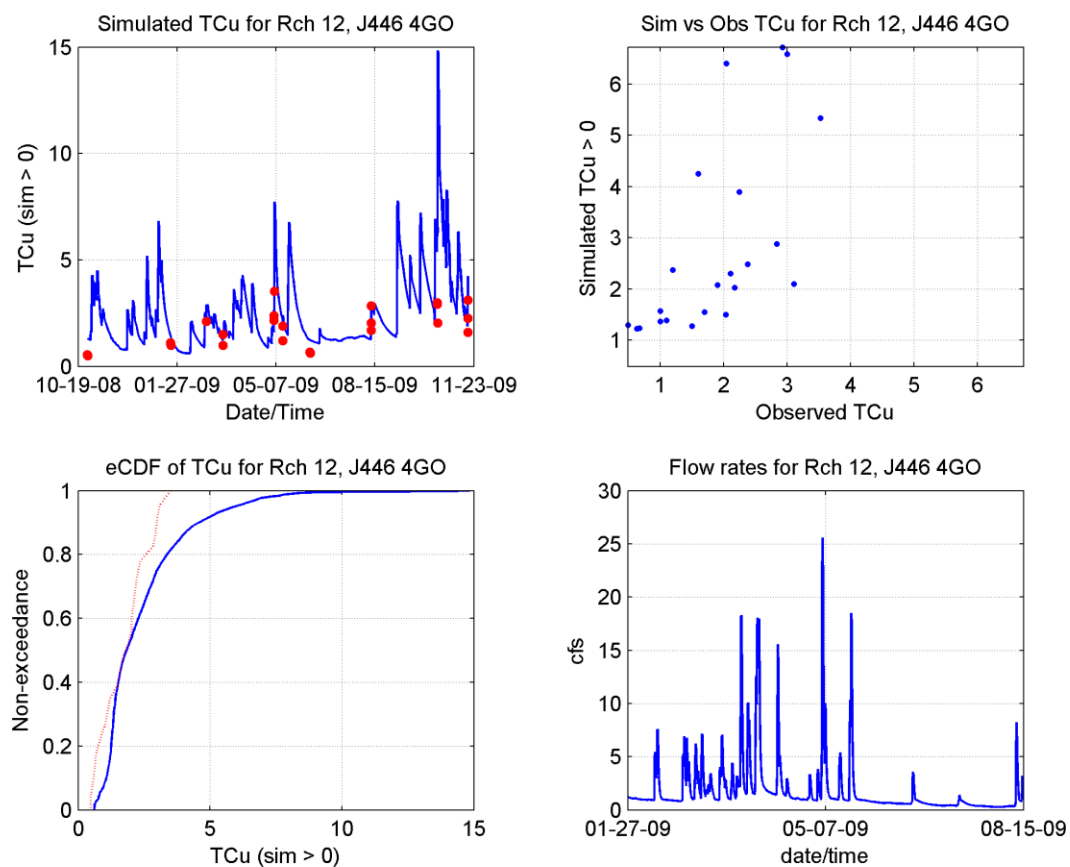 Simulated TCu for Rch 12, J446 4GO
15
10
5
0
TCu (sim > 0)
10-19-08 01-27-09 05-07-09 08-15-09 11-23-09
Date/Time
Sim vs Obs TCu for Rch 12, J446 4GO
6
5
4
3
2
1
Simulated TCu > 0
1 2 3 4 5 6
Observed TCu
eCDF of TCu for Rch 12, J446 4GO
1
0.8
0.6
0.4
0.2
0
Non-exceedance
0 5 10 15
TCu (sim > 0)
Flow rates for Rch 12, J446 4GO
30
25
20
15
10
5
0
cfs
01-27-09 05-07-09 08-15-09
date/time